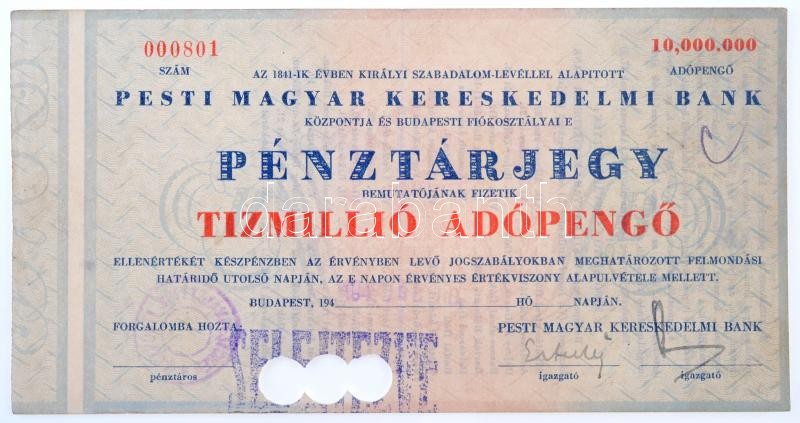 000801
10,000.000
SZÁM
AZ 1841-IK ÉVBEN KIRÁLYI SZABADALOM-LEVÉLLEL ALAPITOTT
ADÓPENGŐ
PESTI MAGYAR KERESKEDELMI BANK
KÖZPONTJA ÉS BUDAPESTI FIÓKOSZTÁLYAI E
PÉNZTÁRJEGY
BEMUTATÓJÁNAK FIZETIK
TIZMILLIÓ ADÓPENGŐ
ELLENÉRTÉKÉT KÉSZPÉNZBEN AZ ÉRVÉNYBEN LEVŐ JOGSZABÁLYOKBAN MEGHATÁROZOTT FELMONDÁSI
HATÁRIDŐ UTOLSÓ NAPJÁN, AZ E NAPON ÉRVÉNYES ÉRTÉKVISZONY ALAPULVÉTELE MELLETT.
BUDAPEST, 194 HÓ NAPJÁN.
FORGALOMBA HOZTA:
PESTI MAGYAR KERESKEDELMI BANK
SELEJTEZVE
pénztáros
igazgató
igazgató
darabanth